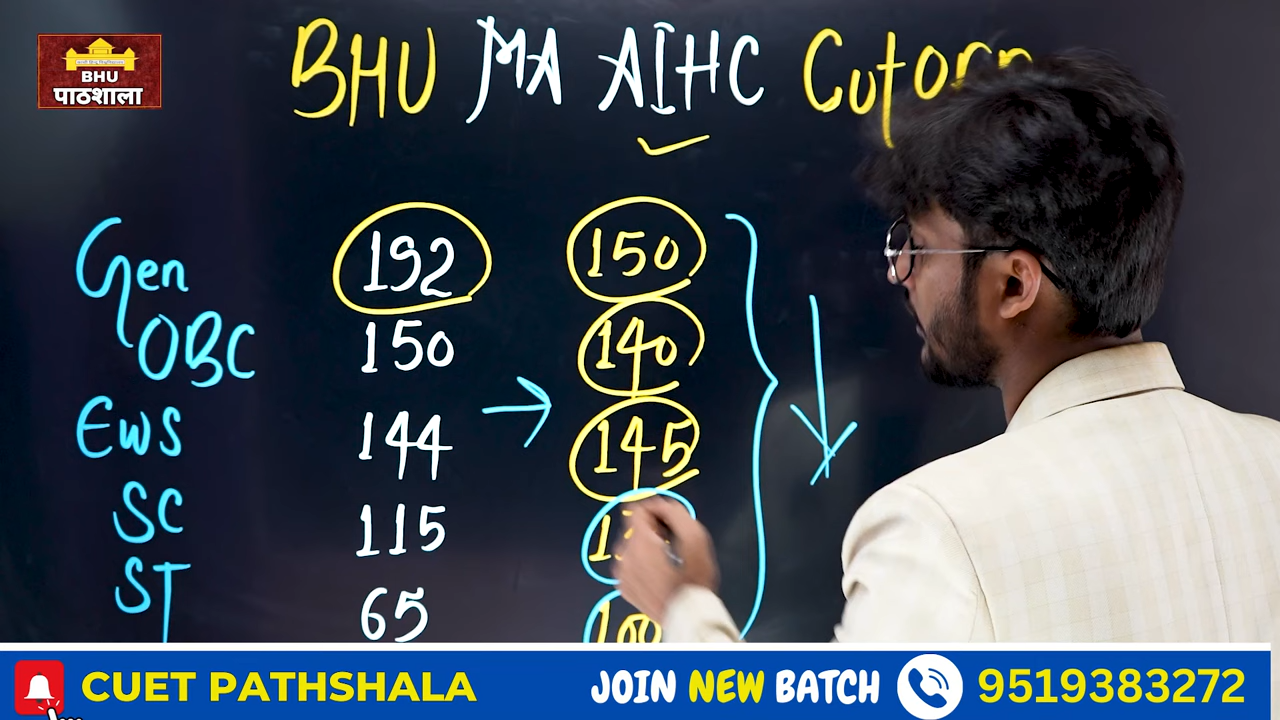 BHU MA AIHC Cutoff
BHU
पाठशाला
Gen 192 150
OBC 150 140
EWS 144 → 145
SC 115
ST 65 100
CUET PATHSHALA JOIN NEW BATCH 9519383272